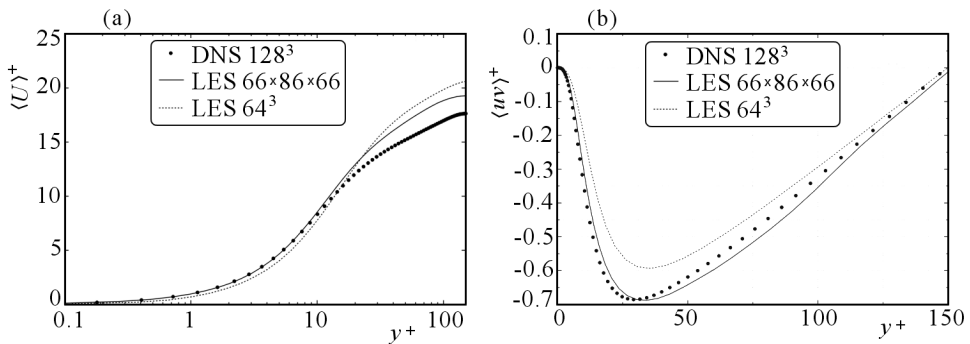 (a)
25
20
15
10
5
0
⟨U⟩+
DNS 128³
LES 66×86×66
LES 64³
0.1
1
10
100
y+
(b)
0.1
0
-0.1
-0.2
-0.3
-0.4
-0.5
-0.6
-0.7
⟨uv⟩+
DNS 128³
LES 66×86×66
LES 64³
0
50
100
150
y+